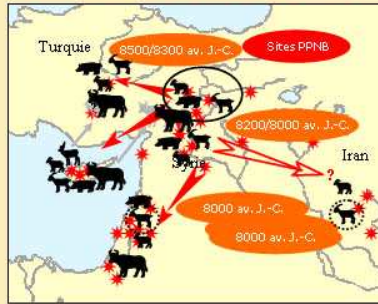 Turquie
8500/8300 av. J.-C.
Sites PPNB
8200/8000 av. J.-C.
Iran
Syrie
?
8000 av. J.-C.
8000 av. J.-C.